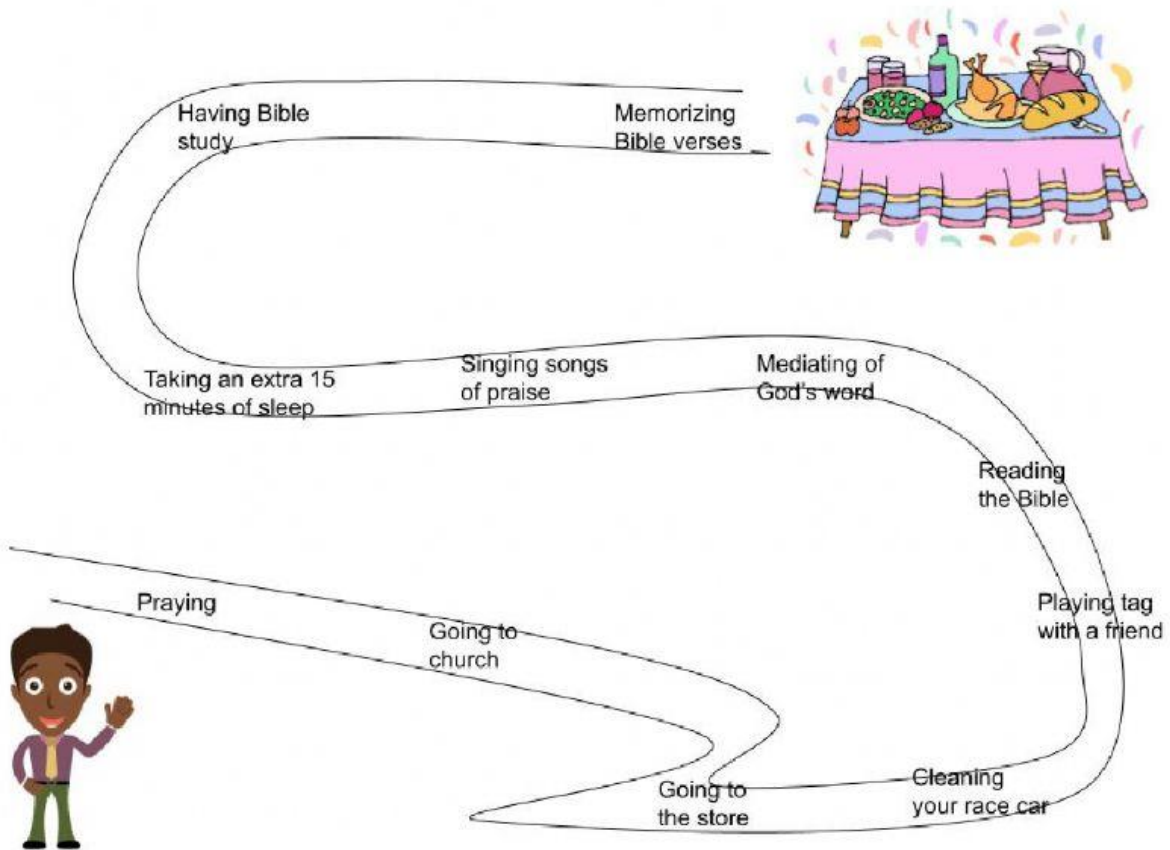 Having Bible
study
Memorizing
Bible verses
Taking an extra 15
minutes of sleep
Singing songs
of praise
Mediating of
God's word
Reading
the Bible
Praying
Going to
church
Playing tag
with a friend
Going to
the store
Cleaning
your race car